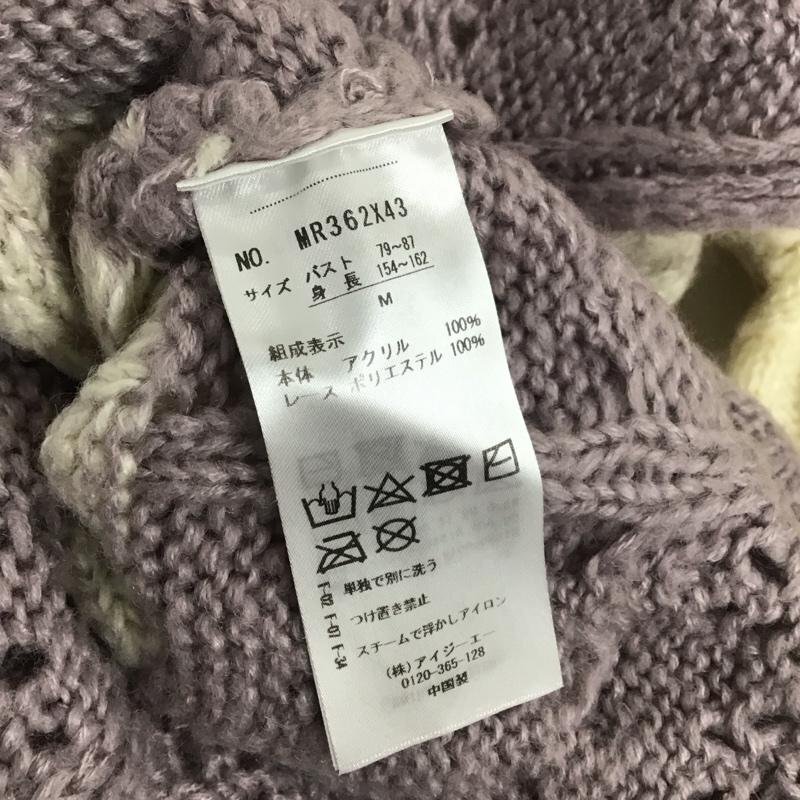 NO. MR362X43
サイズ バスト 79~87
身長 154~162
M
組成表示
本体 アクリル 100%
レース ポリエステル 100%
単独で別に洗う
つけ置き禁止
スチームで浮かしアイロン
F-02 F-07 F-34
(株)アイジーエー
0120-365-128
中国製